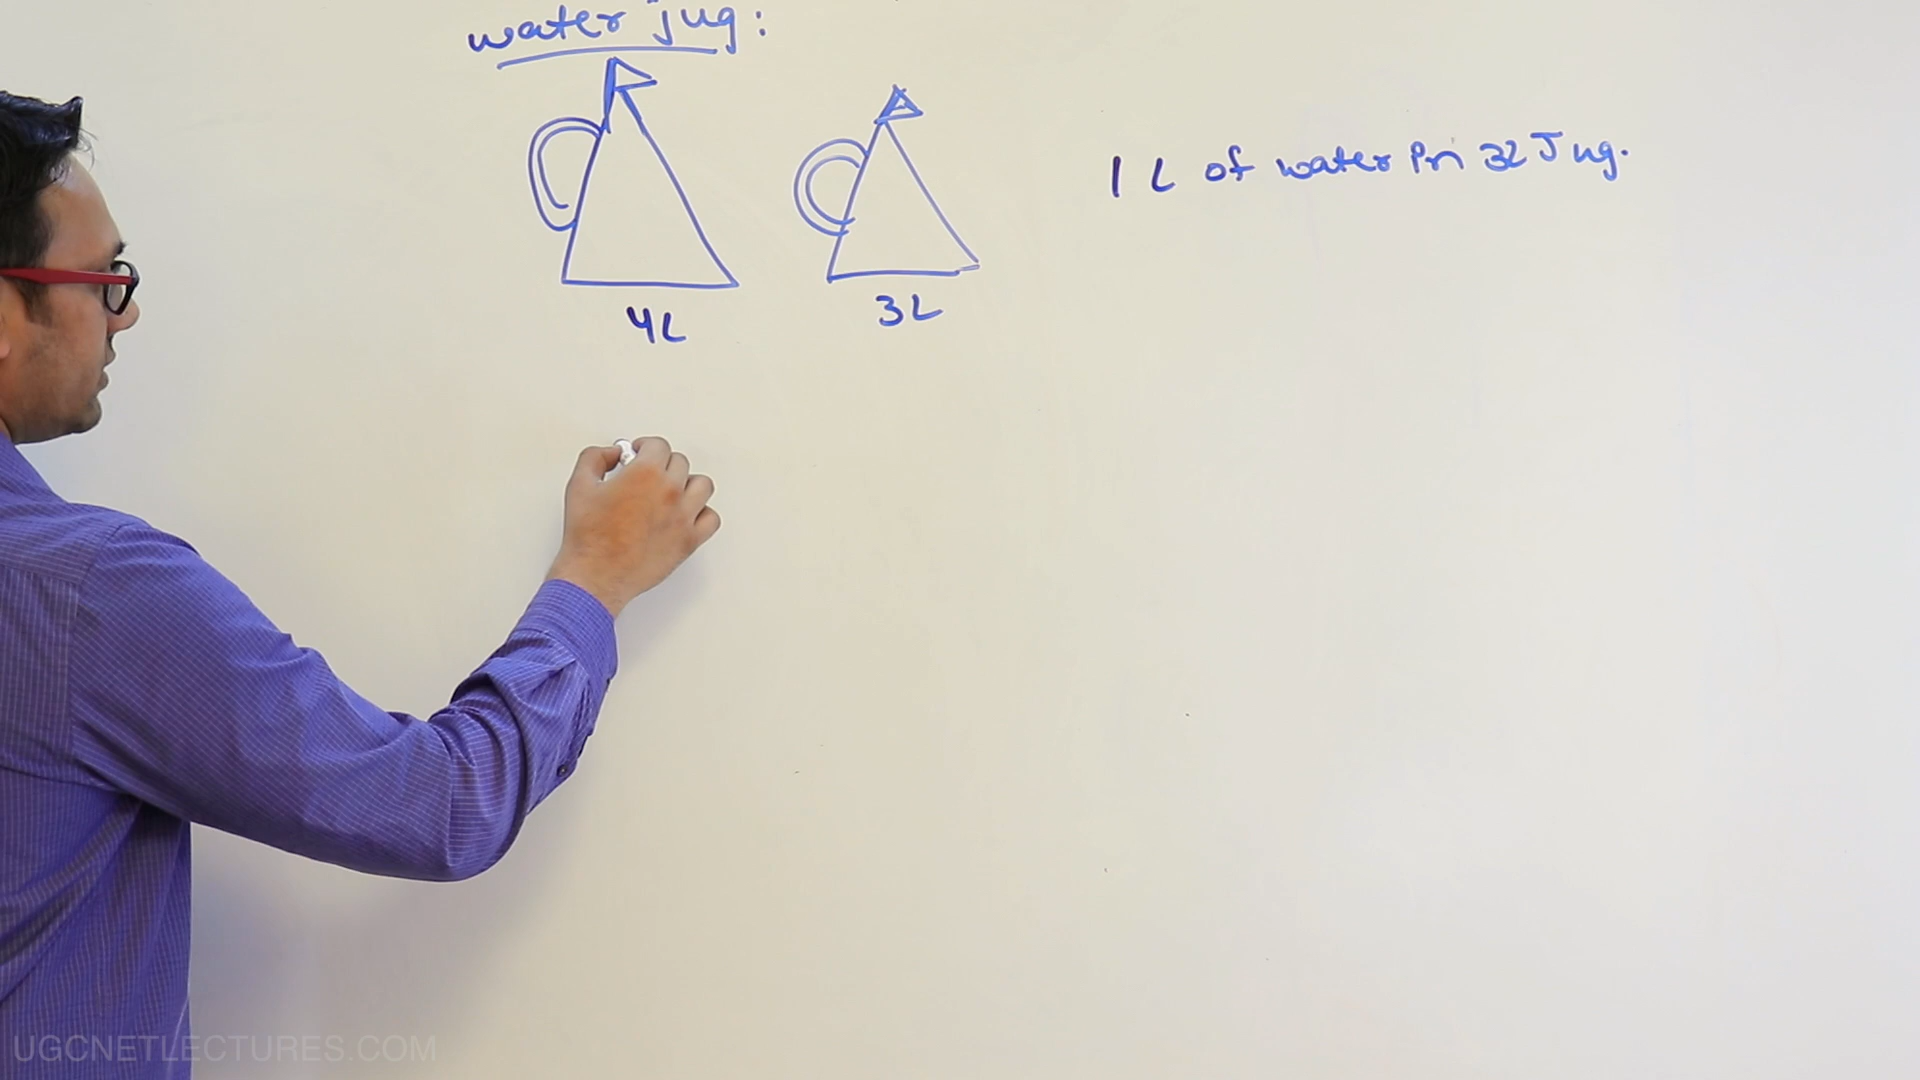 water jug:
4L
3L
1 L of water in 3L Jug.
UGCNETLECTURES.COM